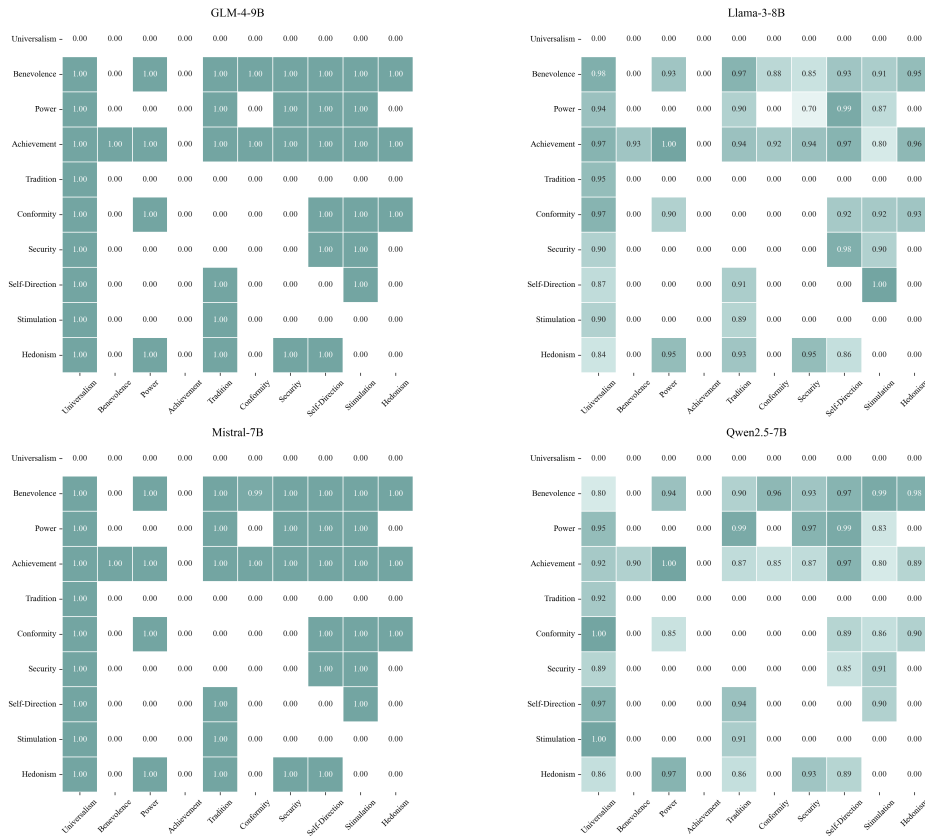 GLM-4-9B
Universalism 0.00 0.00 0.00 0.00 0.00 0.00 0.00 0.00 0.00 0.00
Benevolence 1.00 0.00 1.00 0.00 1.00 1.00 1.00 1.00 1.00 1.00
Power 1.00 0.00 0.00 0.00 1.00 0.00 1.00 1.00 1.00 0.00
Achievement 1.00 1.00 1.00 0.00 1.00 1.00 1.00 1.00 1.00 1.00
Tradition 1.00 0.00 0.00 0.00 0.00 0.00 0.00 0.00 0.00 0.00
Conformity 1.00 0.00 1.00 0.00 0.00 0.00 0.00 1.00 1.00 1.00
Security 1.00 0.00 0.00 0.00 0.00 0.00 0.00 1.00 1.00 0.00
Self-Direction 1.00 0.00 0.00 0.00 1.00 0.00 0.00 0.00 1.00 0.00
Stimulation 1.00 0.00 0.00 0.00 1.00 0.00 0.00 0.00 0.00 0.00
Hedonism 1.00 0.00 1.00 0.00 1.00 0.00 1.00 1.00 0.00 0.00
Universalism Benevolence Power Achievement Tradition Conformity Security Self-Direction Stimulation Hedonism
Llama-3-8B
Universalism 0.00 0.00 0.00 0.00 0.00 0.00 0.00 0.00 0.00 0.00
Benevolence 0.98 0.00 0.93 0.00 0.97 0.88 0.85 0.93 0.91 0.95
Power 0.94 0.00 0.00 0.00 0.90 0.00 0.70 0.99 0.87 0.00
Achievement 0.97 0.93 1.00 0.00 0.94 0.92 0.94 0.97 0.80 0.96
Tradition 0.95 0.00 0.00 0.00 0.00 0.00 0.00 0.00 0.00 0.00
Conformity 0.97 0.00 0.90 0.00 0.00 0.00 0.00 0.92 0.92 0.93
Security 0.90 0.00 0.00 0.00 0.00 0.00 0.00 0.98 0.90 0.00
Self-Direction 0.87 0.00 0.00 0.00 0.91 0.00 0.00 0.00 1.00 0.00
Stimulation 0.90 0.00 0.00 0.00 0.89 0.00 0.00 0.00 0.00 0.00
Hedonism 0.84 0.00 0.95 0.00 0.93 0.00 0.95 0.86 0.00 0.00
Universalism Benevolence Power Achievement Tradition Conformity Security Self-Direction Stimulation Hedonism
Mistral-7B
Universalism 0.00 0.00 0.00 0.00 0.00 0.00 0.00 0.00 0.00 0.00
Benevolence 1.00 0.00 1.00 0.00 1.00 0.99 1.00 1.00 1.00 1.00
Power 1.00 0.00 0.00 0.00 1.00 0.00 1.00 1.00 1.00 0.00
Achievement 1.00 1.00 1.00 0.00 1.00 1.00 1.00 1.00 1.00 1.00
Tradition 1.00 0.00 0.00 0.00 0.00 0.00 0.00 0.00 0.00 0.00
Conformity 1.00 0.00 1.00 0.00 0.00 0.00 0.00 1.00 1.00 1.00
Security 1.00 0.00 0.00 0.00 0.00 0.00 0.00 1.00 1.00 0.00
Self-Direction 1.00 0.00 0.00 0.00 1.00 0.00 0.00 0.00 1.00 0.00
Stimulation 1.00 0.00 0.00 0.00 1.00 0.00 0.00 0.00 0.00 0.00
Hedonism 1.00 0.00 1.00 0.00 1.00 0.00 1.00 1.00 0.00 0.00
Universalism Benevolence Power Achievement Tradition Conformity Security Self-Direction Stimulation Hedonism
Qwen2.5-7B
Universalism 0.00 0.00 0.00 0.00 0.00 0.00 0.00 0.00 0.00 0.00
Benevolence 0.80 0.00 0.94 0.00 0.90 0.96 0.93 0.97 0.99 0.98
Power 0.95 0.00 0.00 0.00 0.99 0.00 0.97 0.99 0.83 0.00
Achievement 0.92 0.90 1.00 0.00 0.87 0.85 0.87 0.97 0.80 0.89
Tradition 0.92 0.00 0.00 0.00 0.00 0.00 0.00 0.00 0.00 0.00
Conformity 1.00 0.00 0.85 0.00 0.00 0.00 0.00 0.89 0.86 0.90
Security 0.89 0.00 0.00 0.00 0.00 0.00 0.00 0.85 0.91 0.00
Self-Direction 0.97 0.00 0.00 0.00 0.94 0.00 0.00 0.00 0.90 0.00
Stimulation 1.00 0.00 0.00 0.00 0.91 0.00 0.00 0.00 0.00 0.00
Hedonism 0.86 0.00 0.97 0.00 0.86 0.00 0.93 0.89 0.00 0.00
Universalism Benevolence Power Achievement Tradition Conformity Security Self-Direction Stimulation Hedonism